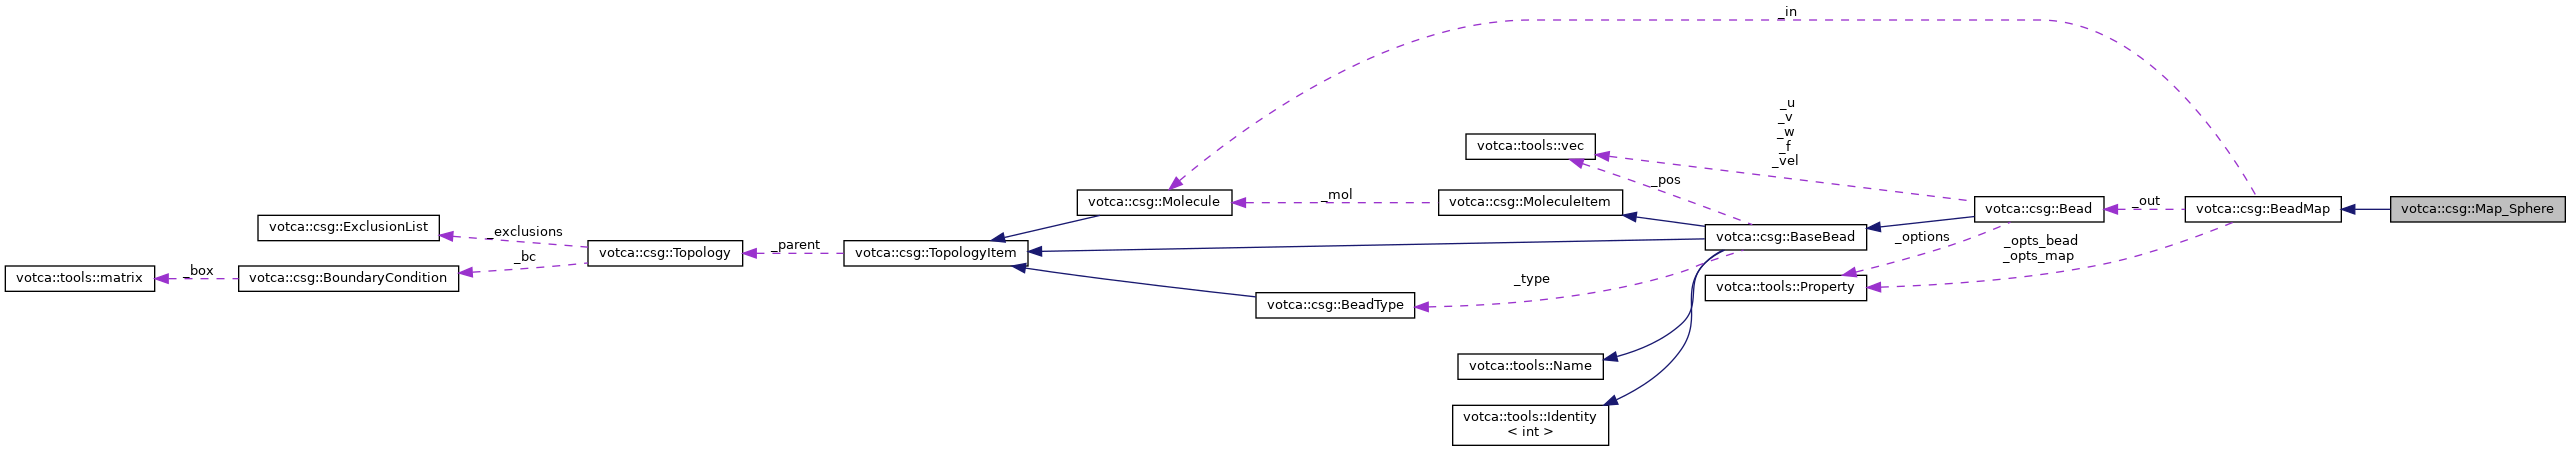 _in
_u
_v
_w
_f
_vel
votca::tools::vec
_pos
votca::csg::Molecule
_mol
votca::csg::MoleculeItem
votca::csg::Bead
_out
votca::csg::BeadMap
votca::csg::Map_Sphere
votca::csg::ExclusionList
_exclusions
_bc
votca::csg::Topology
_parent
votca::csg::TopologyItem
votca::csg::BaseBead
_options
_opts_bead
_opts_map
votca::tools::matrix
_box
votca::csg::BoundaryCondition
votca::csg::BeadType
_type
votca::tools::Property
votca::tools::Name
votca::tools::Identity
< int >